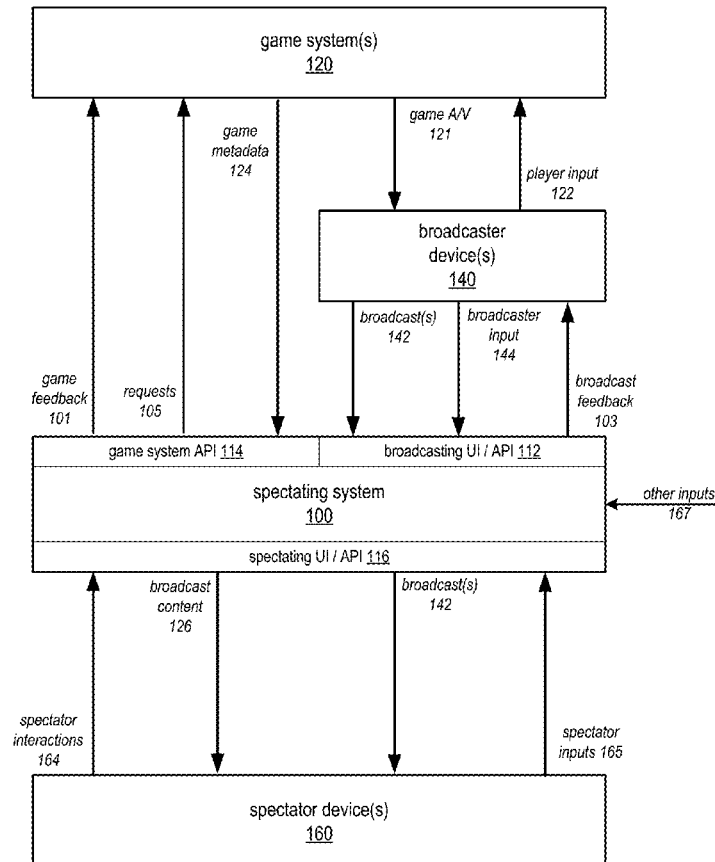 game system(s)
120
game
metadata
124
game A/V
121
player input
122
broadcaster
device(s)
140
broadcast(s)
142
broadcaster
input
144
game
feedback
101
requests
105
broadcast
feedback
103
game system API 114
broadcasting UI / API 112
spectating system
100
other inputs
167
spectating UI / API 116
broadcast
content
126
broadcast(s)
142
spectator
interactions
164
spectator
inputs 165
spectator device(s)
160